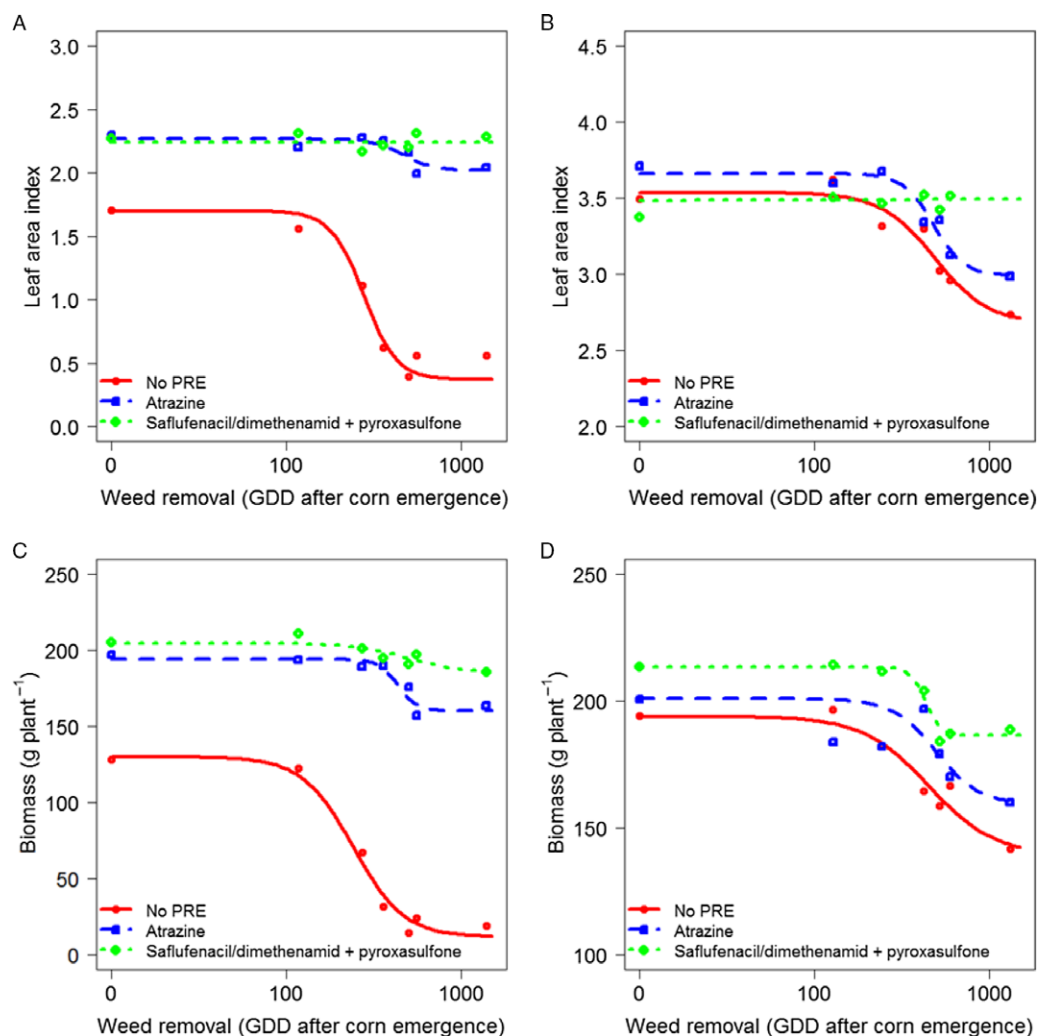 A
3.0
2.5
2.0
1.5
1.0
0.5
0.0
Leaf area index
No PRE
Atrazine
Saflufenacil/dimethenamid + pyroxasulfone
0 100 1000
Weed removal (GDD after corn emergence)
B
4.5
4.0
3.5
3.0
2.5
2.0
Leaf area index
No PRE
Atrazine
Saflufenacil/dimethenamid + pyroxasulfone
0 100 1000
Weed removal (GDD after corn emergence)
C
250
200
150
100
50
0
Biomass (g plant⁻¹)
No PRE
Atrazine
Saflufenacil/dimethenamid + pyroxasulfone
0 100 1000
Weed removal (GDD after corn emergence)
D
250
200
150
100
Biomass (g plant⁻¹)
No PRE
Atrazine
Saflufenacil/dimethenamid + pyroxasulfone
0 100 1000
Weed removal (GDD after corn emergence)